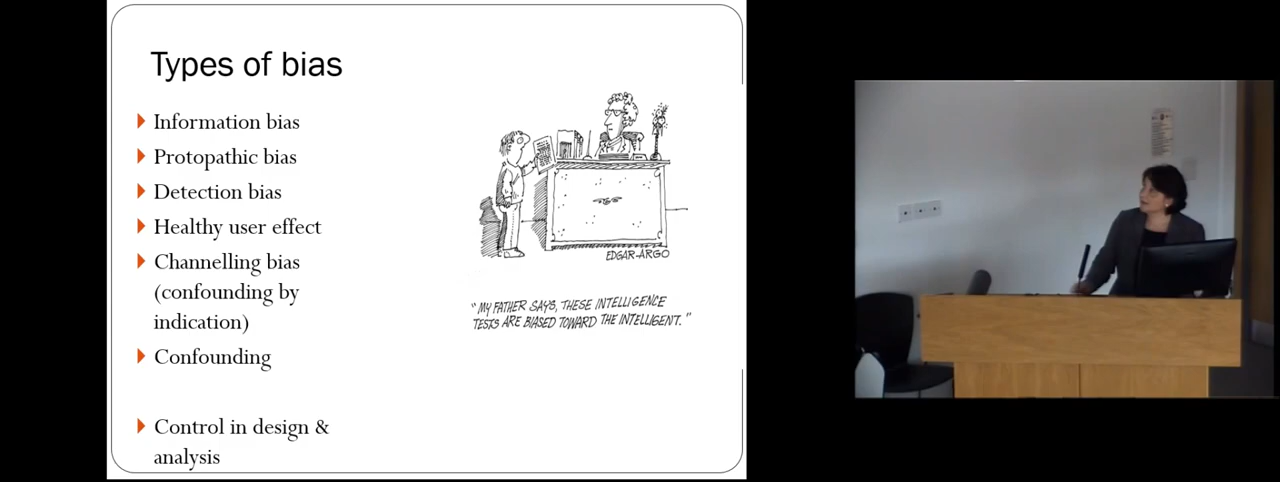 Types of bias
Information bias
Protopathic bias
Detection bias
Healthy user effect
Channelling bias
(confounding by
indication)
Confounding
Control in design &
analysis
EDGAR-ARGO
"MY FATHER SAYS, THESE INTELLIGENCE
TESTS ARE BIASED TOWARD THE INTELLIGENT."